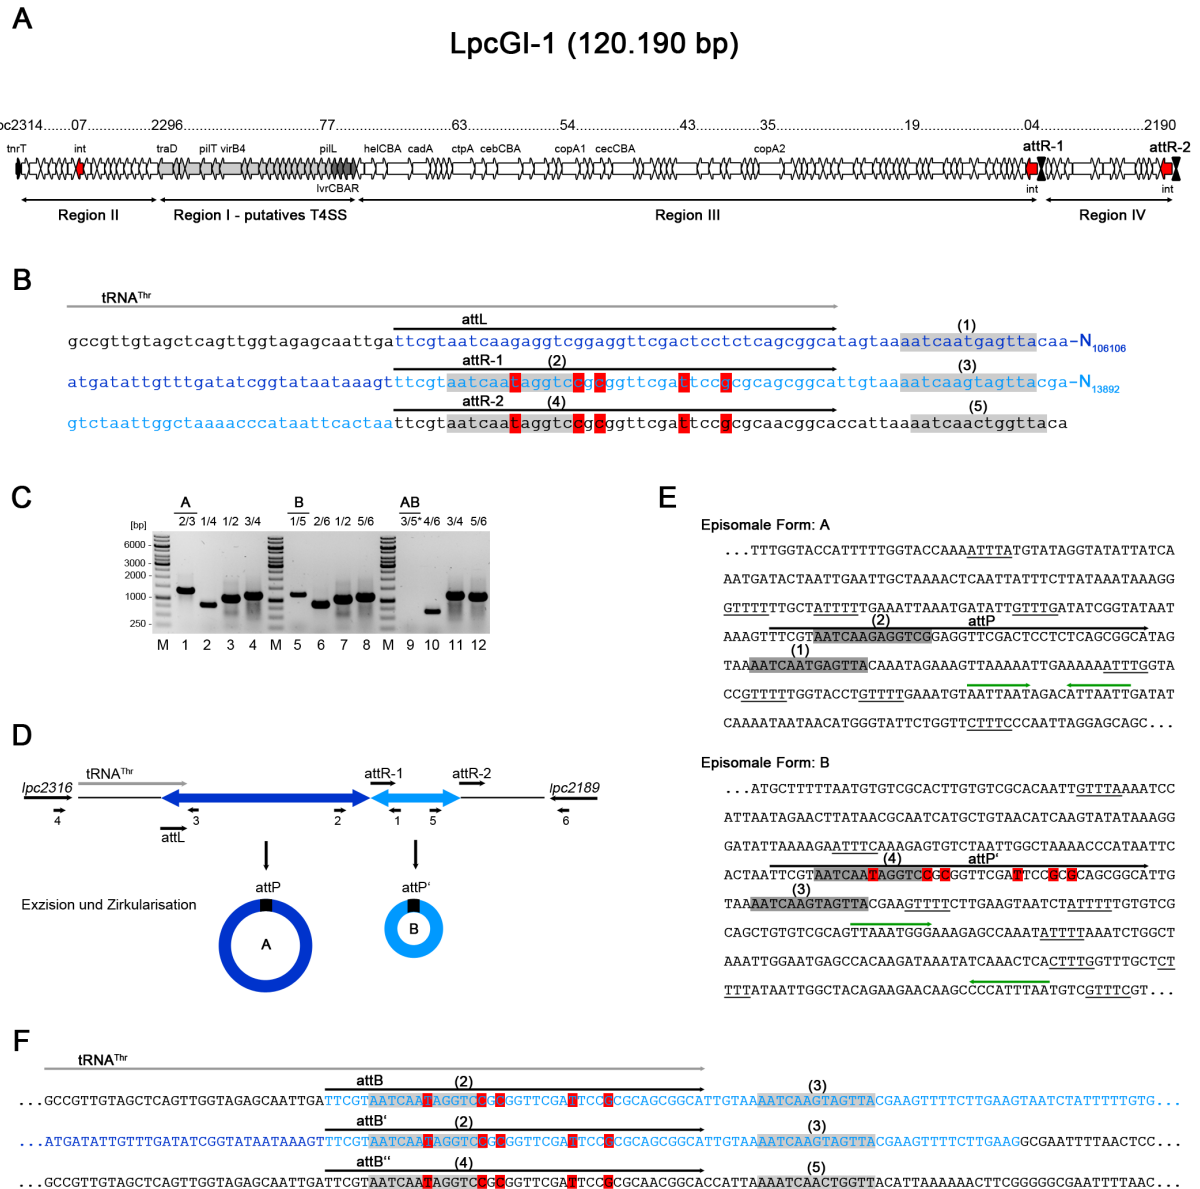 A
LpcGI-1 (120.190 bp)
pc2314.......07..................2296............................77......................63..................54......................43...............35...........................19.....................04.....................2190
tnrT int traD pilT virB4 pilL helCBA cadA ctpA cebCBA copA1 cecCBA copA2 attR-1 attR-2
lvrCBAR int int
Region II Region I - putatives T4SS Region III Region IV
B
tRNAThr
attL (1)
gccgttgtagctcagttggtagagcaattgattcgtaatcaagaggtcggaggttcgactcctctcagcggcatagtaaaatcaatgagttacaa–N106106
attR-1 (2) (3)
atgatattgtttgatatcggtataataaagtttcgtaatcaataggtccgcggttcgattccgcgcagcggcattgtaaaatcaagtagttacga–N13892
attR-2 (4) (5)
gtctaattggctaaaacccataattcactaattcgtaatcaataggtccgcggttcgattccgcgcaacggcaccattaaaatcaactggttaca
C
A B AB
[bp] 2/3 1/4 1/2 3/4 1/5 2/6 1/2 5/6 3/5* 4/6 3/4 5/6
6000 -
3000 -
2000 -
1000 -
250 -
M 1 2 3 4 M 5 6 7 8 M 9 10 11 12
D
lpc2316 tRNAThr attR-1 attR-2 lpc2189
4 3 2 1 5 6
attL
attP attP‘
Exzision und Zirkularisation A B
E
Episomale Form: A
...TTTGGTACCATTTTTGGTACCAAAATTTATGTATAGGTATATTATCA
AATGATACTAATTGAATTGCTAAAACTCAATTATTTCTTATAAATAAAGG
GTTTTTTGCTATTTTTGAAATTAAATGATATTGTTTGATATCGGTATAAT
(2) attP
AAAGTTTCGTAATCAAGAGGTCGGAGGTTCGACTCCTCTCAGCGGCATAG
(1)
TAAAATCAATGAGTTACAAATAGAAAGTTAAAAATTGAAAAAATTTGGTA
CCGTTTTTGGTACCTGTTTTGAAATGTAATTAATAGACATTAATTGATAT
CAAAATAATAACATGGGTATTCTGGTTCTTTCCCAATTAGGAGCAGC...
Episomale Form: B
...ATGCTTTTTAATGTGTCGCACTTGTGTCGCACAATTGTTTAAAATCC
ATTAATAGAACTTATAACGCAATCATGCTGTAACATCAAGTATATAAAGG
GATATTAAAAGAATTTCAAAGAGTGTCTAATTGGCTAAAACCCATAATTC
(4) attP‘
ACTAATTCGTAATCAATAGGTCCGCGGTTCGATTCCGCGCAGCGGCATTG
(3)
TAAAATCAAGTAGTTACGAAGTTTTCTTGAAGTAATCTATTTTTTGTGTCG
CAGCTGTGTCGCAGTTAAATGGGAAAGAGCCAAATATTTTAAATCTGGCT
AAATTGGAATGAGCCACAAGATAAATATCAAACTCACTTTGGTTTGCTCT
TTTATAATTGGCTACAGAAGAACAAGCCCCATTTAATGTCGTTTCGT...
F
tRNAThr
attB (2) (3)
...GCCGTTGTAGCTCAGTTGGTAGAGCAATTGATTCGTAATCAATAGGTCCGCGGTTCGATTCCGCGCAGCGGCATTGTAAAATCAAGTAGTTACGAAGTTTTCTTGAAGTAATCTATTTTTGTG...
attB‘ (2) (3)
...ATGATATTGTTTGATATCGGTATAATAAAGTTTCGTAATCAATAGGTCCGCGGTTCGATTCCGCGCAGCGGCATTGTAAAATCAAGTAGTTACGAAGTTTTCTTGAAGGCGAATTTTAACTCC...
attB“ (4) (5)
...GCCGTTGTAGCTCAGTTGGTAGAGCAATTGATTCGTAATCAATAGGTCCGCGGTTCGATTCCGCGCAACGGCACCATTAAAATCAACTGGTTACATTAAAAAACTTCGGGGGCGAATTTTAAC...